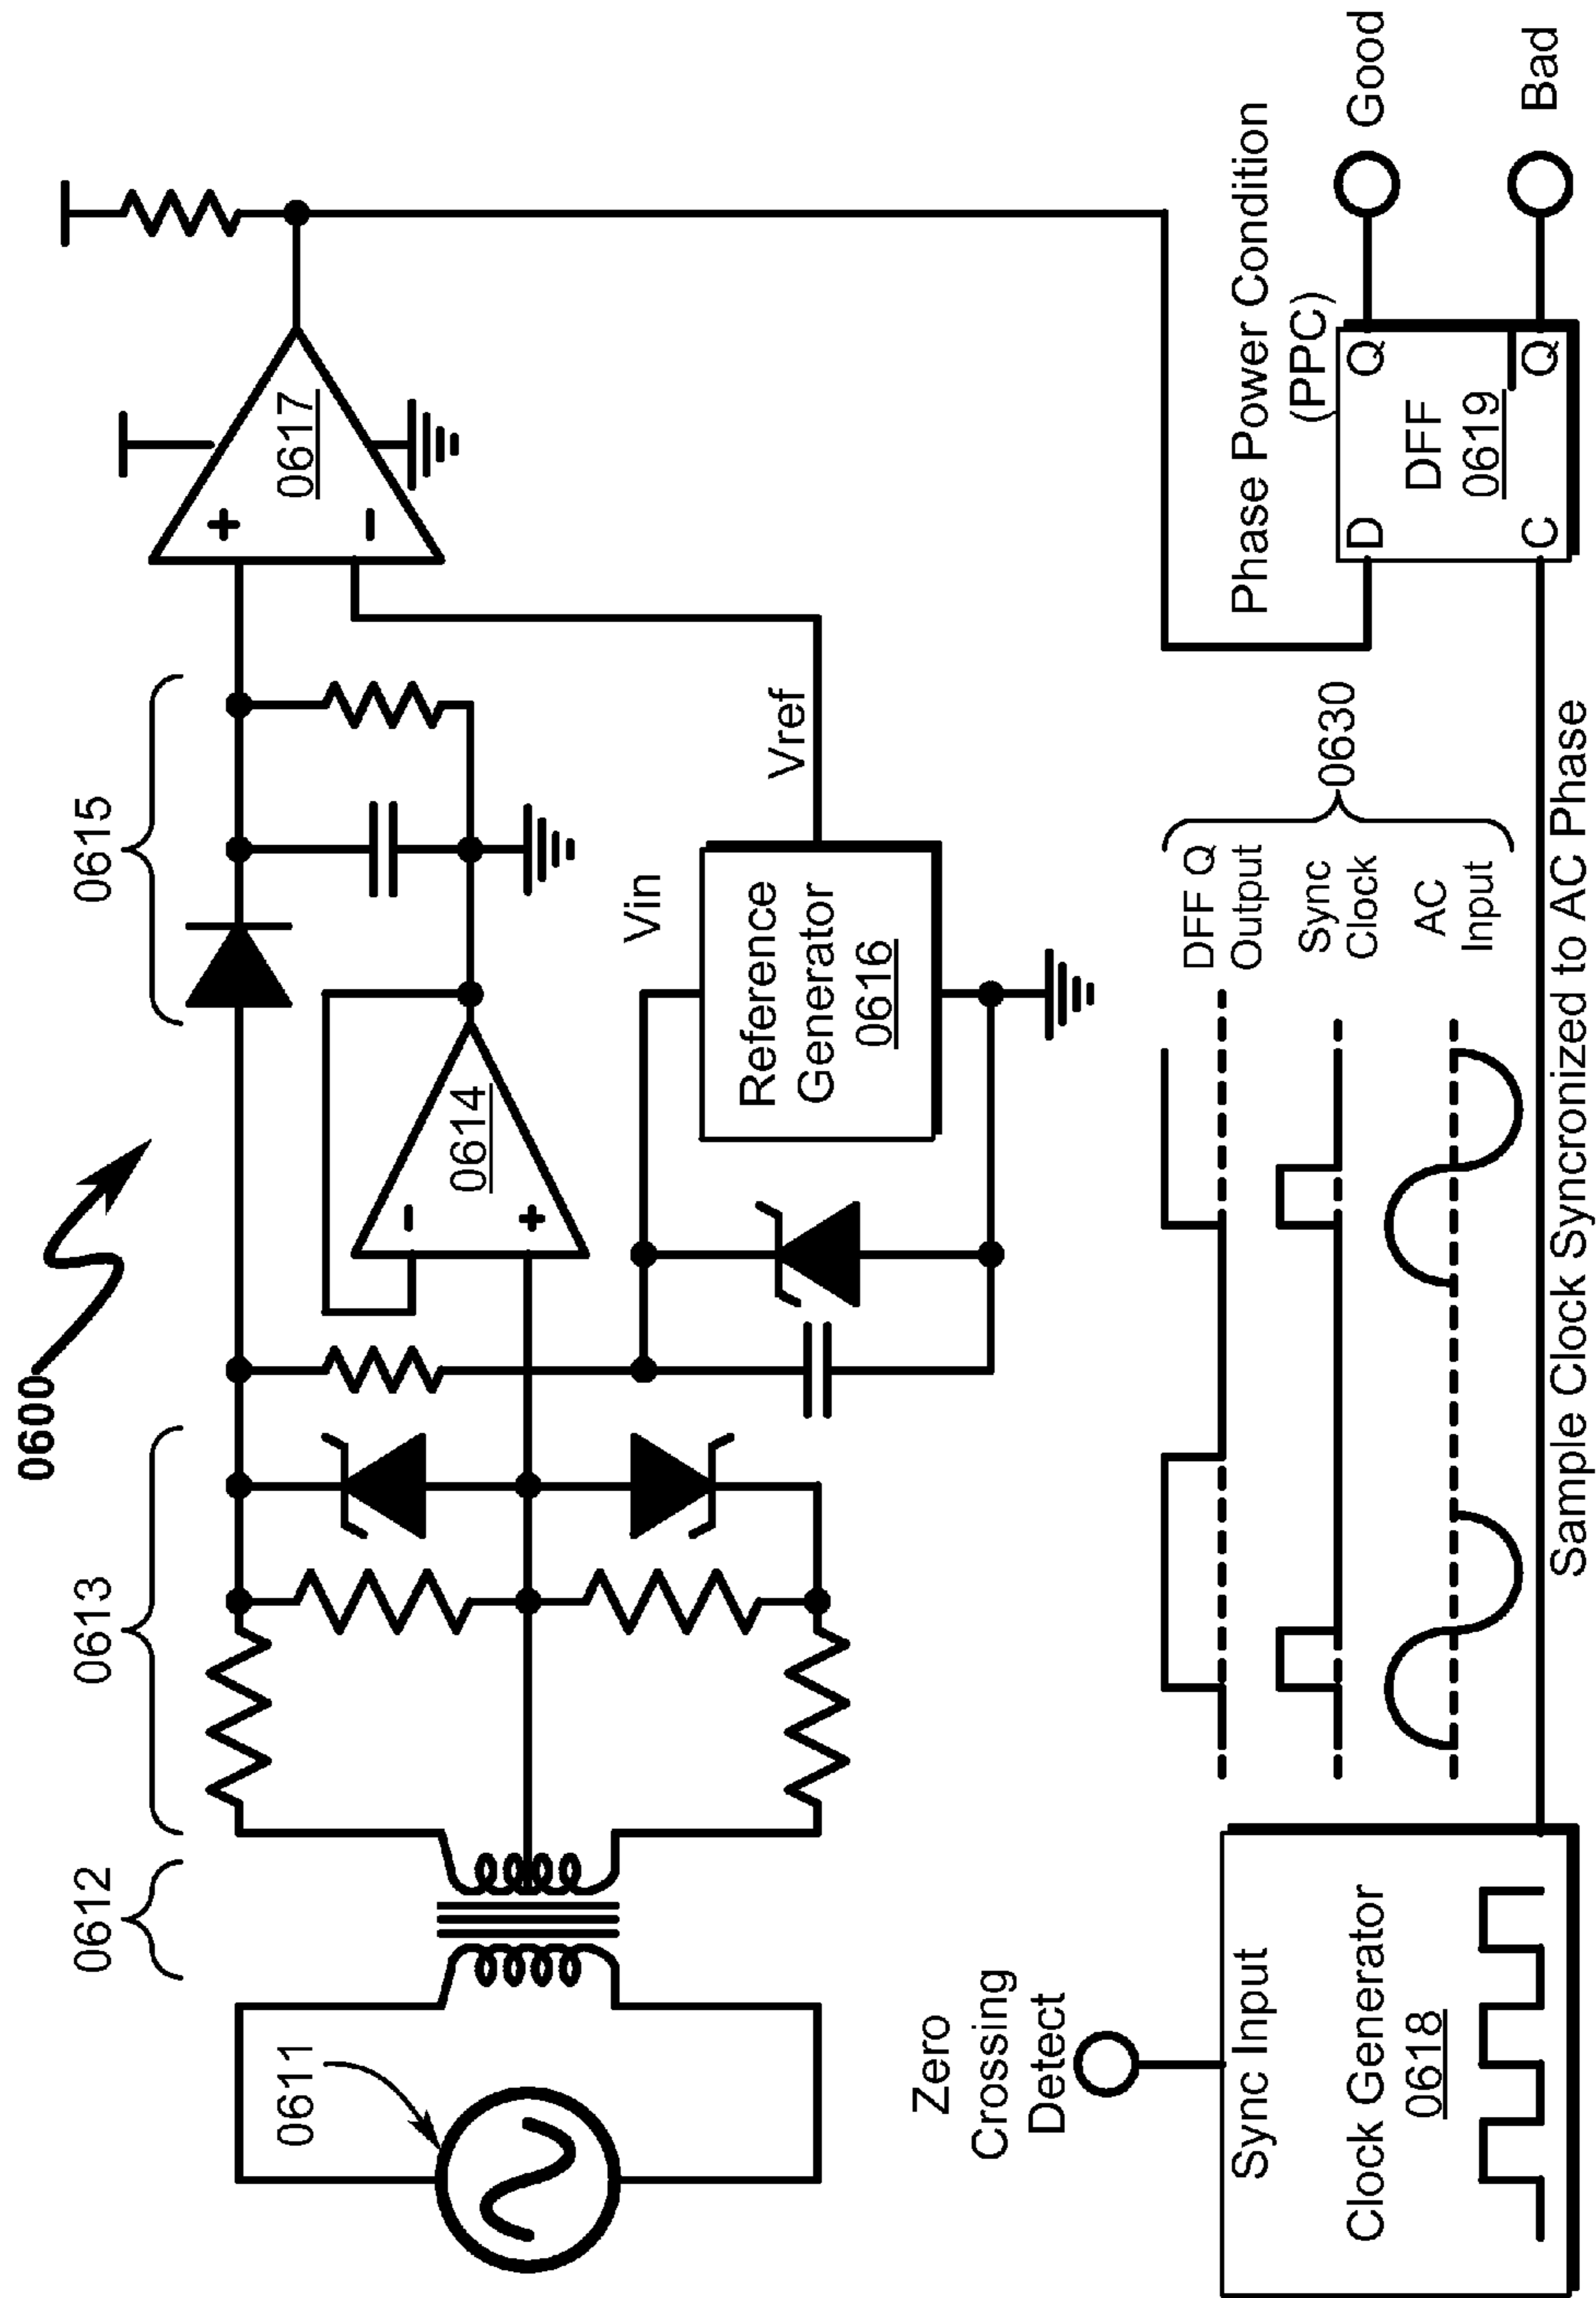 0600
0611
0612
0613
0615
0614
-
+
0617
+
-
Vin
Reference
Generator
0616
Vref
Zero
Crossing
Detect
Sync Input
Clock Generator
0618
DFF Q
Output
Sync
Clock
AC
Input
0630
Sample Clock Syncronized to AC Phase
Phase Power Condition
(PPC)
D
Q
DFF
0619
C
Q
Good
Bad